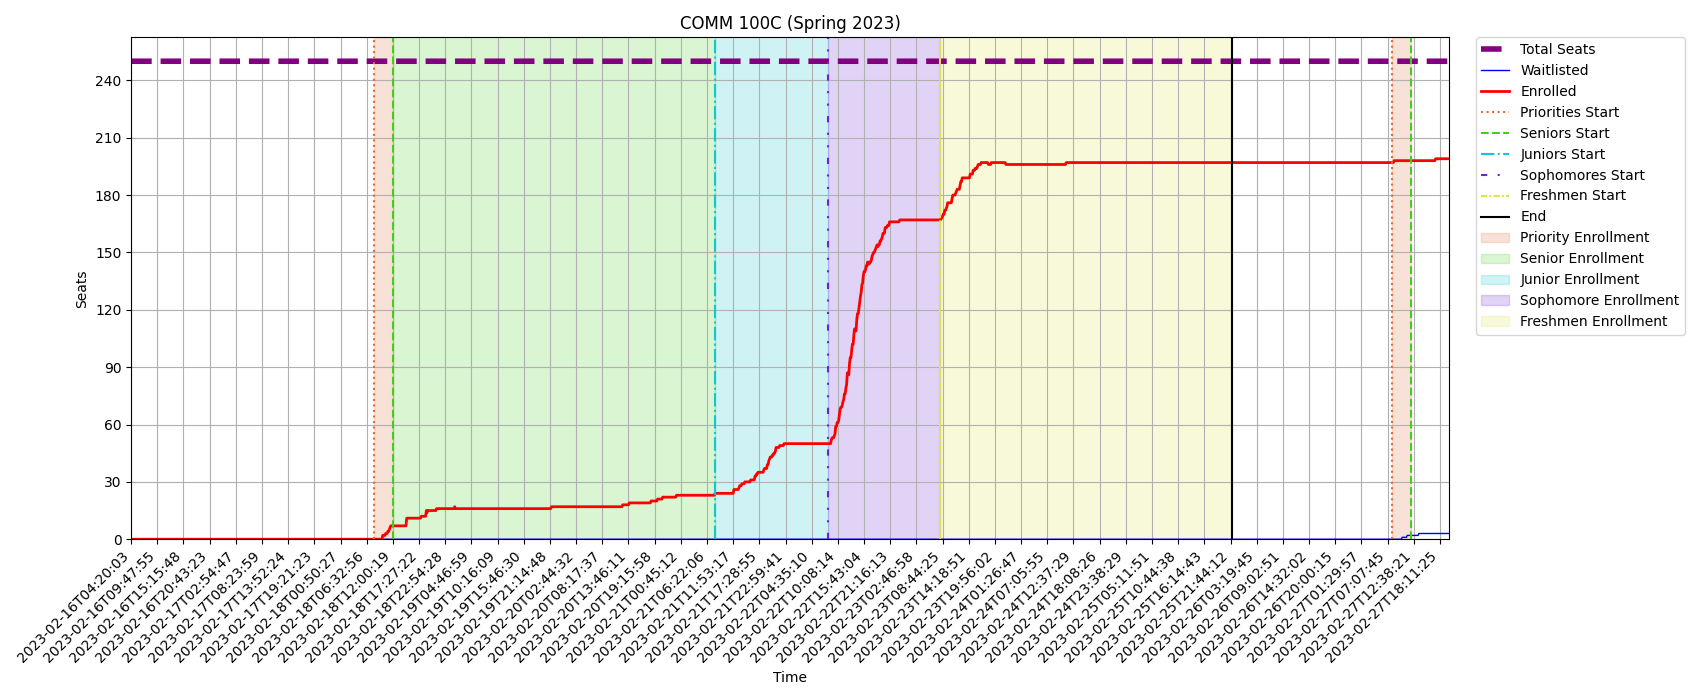 COMM 100C (Spring 2023)
Total Seats
Waitlisted
Enrolled
Priorities Start
Seniors Start
Juniors Start
Sophomores Start
Freshmen Start
End
Priority Enrollment
Senior Enrollment
Junior Enrollment
Sophomore Enrollment
Freshmen Enrollment
Seats
240
210
180
150
120
90
60
30
0
2023-02-16T04:20:03
2023-02-16T09:47:55
2023-02-16T15:15:48
2023-02-16T20:43:23
2023-02-17T02:54:47
2023-02-17T08:23:59
2023-02-17T13:52:24
2023-02-17T19:21:23
2023-02-18T00:50:27
2023-02-18T06:32:56
2023-02-18T12:00:19
2023-02-18T17:27:22
2023-02-18T22:54:28
2023-02-19T04:46:59
2023-02-19T10:16:09
2023-02-19T15:46:30
2023-02-19T21:14:48
2023-02-20T02:44:32
2023-02-20T08:17:37
2023-02-20T13:46:11
2023-02-20T19:15:58
2023-02-21T00:45:12
2023-02-21T06:22:06
2023-02-21T11:53:17
2023-02-21T17:28:55
2023-02-21T22:59:41
2023-02-22T04:35:10
2023-02-22T10:08:14
2023-02-22T15:43:04
2023-02-22T21:16:13
2023-02-23T02:46:58
2023-02-23T08:44:25
2023-02-23T14:18:51
2023-02-23T19:56:02
2023-02-24T01:26:47
2023-02-24T07:05:55
2023-02-24T12:37:29
2023-02-24T18:08:26
2023-02-24T23:38:29
2023-02-25T05:11:51
2023-02-25T10:44:38
2023-02-25T16:14:43
2023-02-25T21:44:12
2023-02-26T03:19:45
2023-02-26T09:02:51
2023-02-26T14:32:02
2023-02-26T20:00:15
2023-02-27T01:29:57
2023-02-27T07:07:45
2023-02-27T12:38:21
2023-02-27T18:11:25
Time